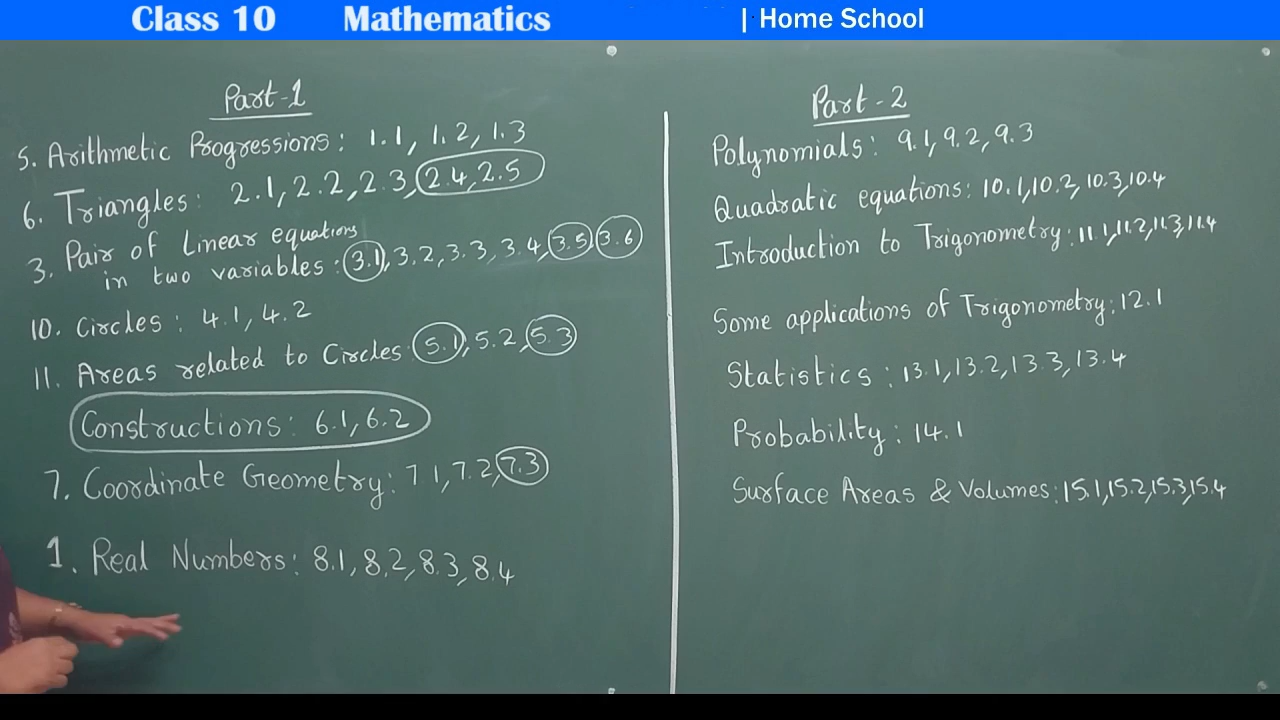 Class 10 Mathematics | Home School
Part-1
5. Arithmetic Progressions: 1.1, 1.2, 1.3
6. Triangles: 2.1, 2.2, 2.3, 2.4, 2.5
3. Pair of Linear equations
in two variables: 3.1, 3.2, 3.3, 3.4, 3.5, 3.6
10. Circles: 4.1, 4.2
11. Areas related to Circles: 5.1, 5.2, 5.3
Constructions: 6.1, 6.2
7. Coordinate Geometry: 7.1, 7.2, 7.3
1. Real Numbers: 8.1, 8.2, 8.3, 8.4
Part-2
Polynomials: 9.1, 9.2, 9.3
Quadratic equations: 10.1, 10.2, 10.3, 10.4
Introduction to Trigonometry: 11.1, 11.2, 11.3, 11.4
Some applications of Trigonometry: 12.1
Statistics: 13.1, 13.2, 13.3, 13.4
Probability: 14.1
Surface Areas & Volumes: 15.1, 15.2, 15.3, 15.4